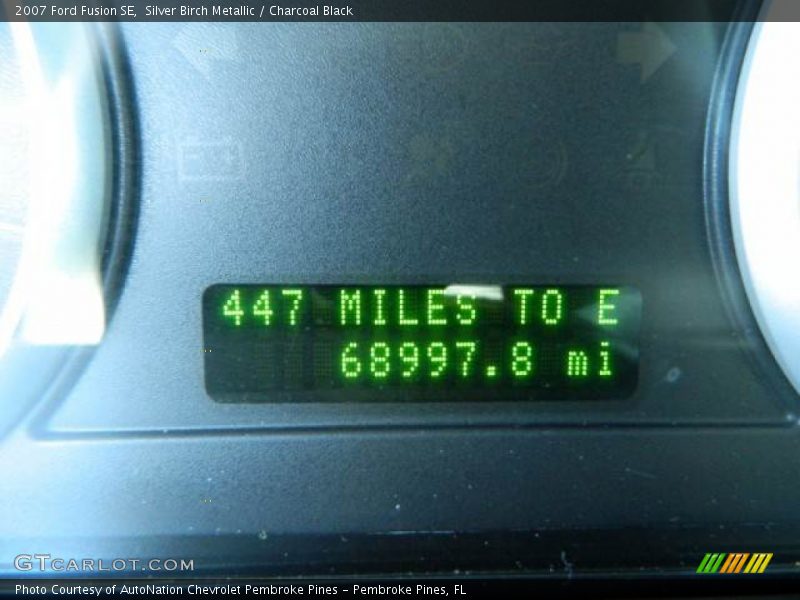 2007 Ford Fusion SE,  Silver Birch Metallic / Charcoal Black
447 MILES TO E
68997.8 mi
GTCARLOT.COM
Photo Courtesy of AutoNation Chevrolet Pembroke Pines - Pembroke Pines, FL